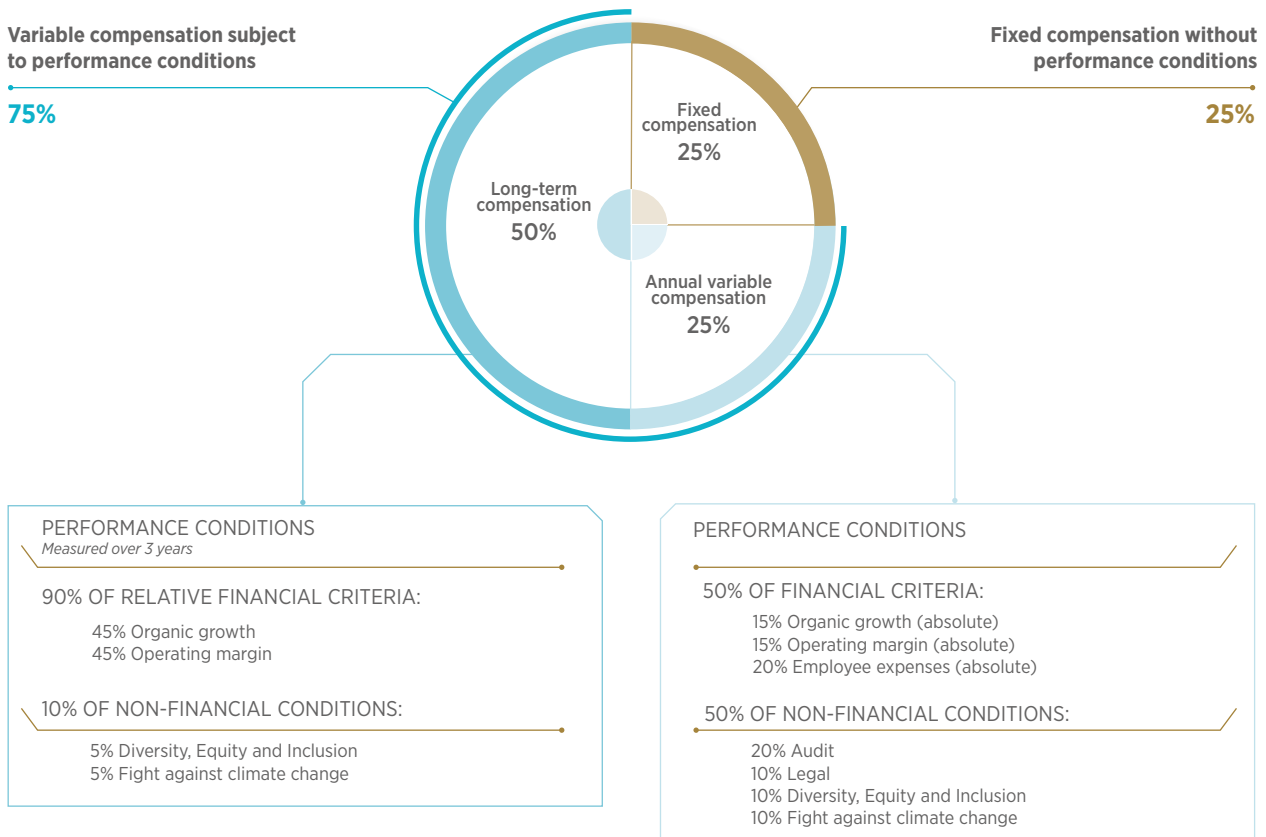 Variable compensation subject
to performance conditions
75%
Fixed compensation without
performance conditions
25%
Fixed
compensation
25%
Long-term
compensation
50%
Annual variable
compensation
25%
PERFORMANCE CONDITIONS
Measured over 3 years
90% OF RELATIVE FINANCIAL CRITERIA:
45% Organic growth
45% Operating margin
10% OF NON-FINANCIAL CONDITIONS:
5% Diversity, Equity and Inclusion
5% Fight against climate change
PERFORMANCE CONDITIONS
50% OF FINANCIAL CRITERIA:
15% Organic growth (absolute)
15% Operating margin (absolute)
20% Employee expenses (absolute)
50% OF NON-FINANCIAL CONDITIONS:
20% Audit
10% Legal
10% Diversity, Equity and Inclusion
10% Fight against climate change